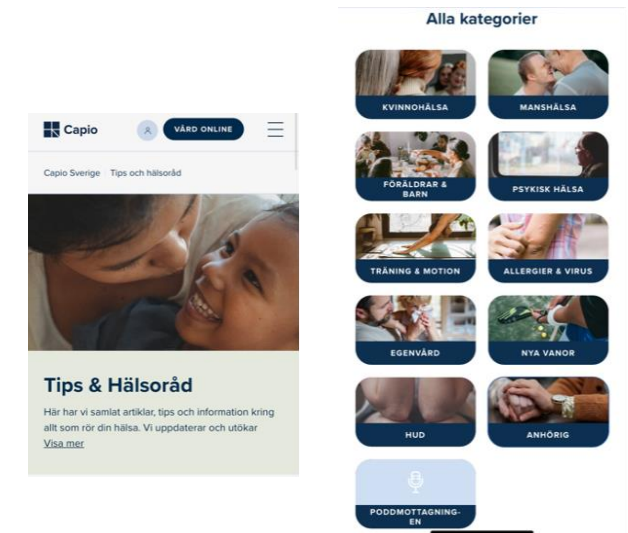 Capio
VÅRD ONLINE
Capio Sverige Tips och hälsoråd
Tips & Hälsoråd
Här har vi samlat artiklar, tips och information kring
allt som rör din hälsa. Vi uppdaterar och utökar
Visa mer
Alla kategorier
KVINNOHÄLSA
MANSHÄLSA
FÖRÄLDRAR &
BARN
PSYKISK HÄLSA
TRÄNING & MOTION
ALLERGIER & VIRUS
EGENVÅRD
NYA VANOR
HUD
ANHÖRIG
PODDMOTTAGNING-
EN